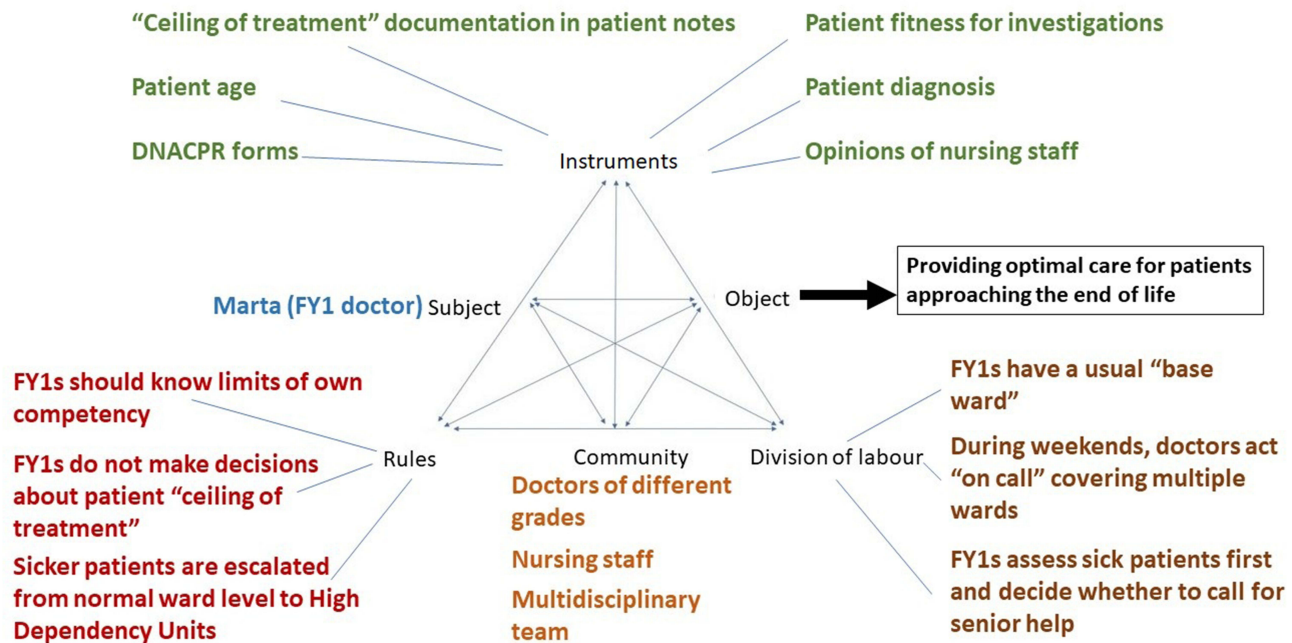 “Ceiling of treatment” documentation in patient notes
Patient fitness for investigations
Patient age
Patient diagnosis
DNACPR forms
Opinions of nursing staff
Instruments
Marta (FY1 doctor)
Subject
Object
Providing optimal care for patients
approaching the end of life
FY1s should know limits of own
competency
FY1s do not make decisions
about patient “ceiling of
treatment”
Sicker patients are escalated
from normal ward level to High
Dependency Units
Rules
Community
Doctors of different
grades
Nursing staff
Multidisciplinary
team
Division of labour
FY1s have a usual “base
ward”
During weekends, doctors act
“on call” covering multiple
wards
FY1s assess sick patients first
and decide whether to call for
senior help